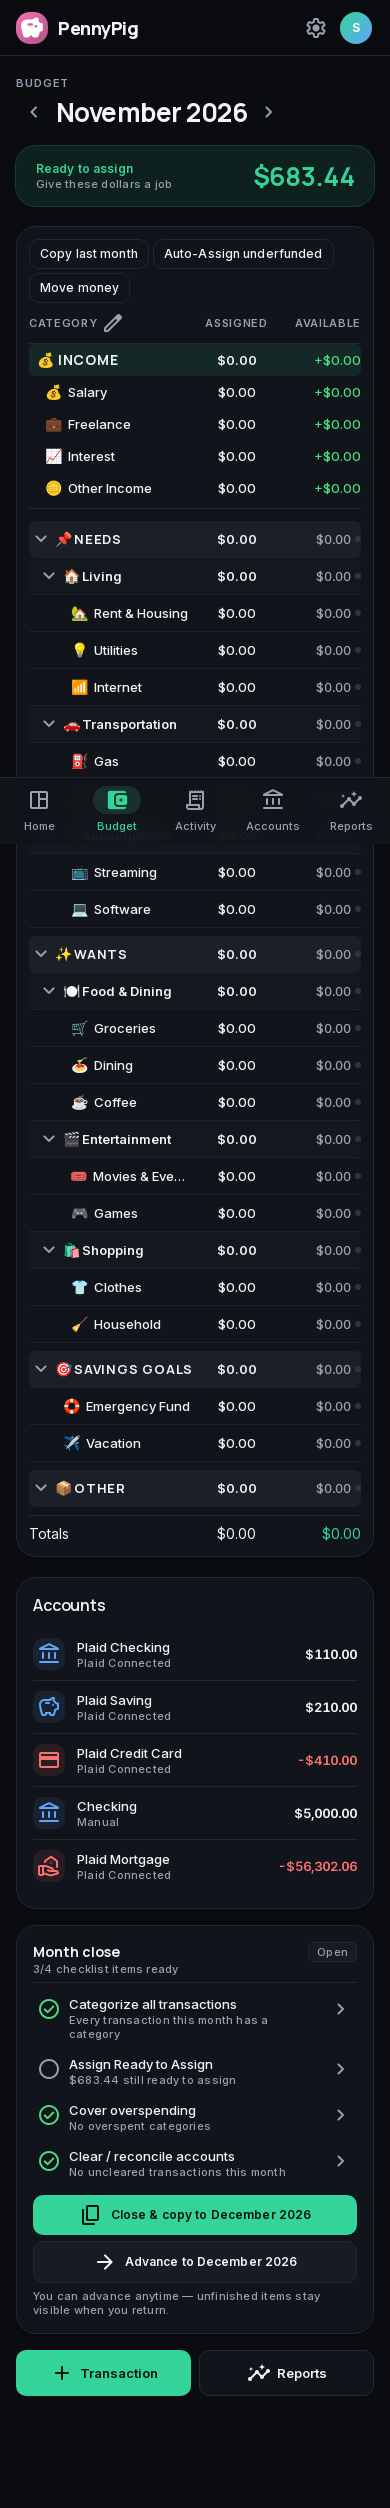 PennyPig
S
BUDGET
November 2026
Ready to assign
Give these dollars a job
$683.44
Copy last month
Auto-Assign underfunded
Move money
CATEGORY ASSIGNED AVAILABLE
INCOME $0.00 +$0.00
Salary $0.00 +$0.00
Freelance $0.00 +$0.00
Interest $0.00 +$0.00
Other Income $0.00 +$0.00
NEEDS $0.00 $0.00
Living $0.00 $0.00
Rent & Housing $0.00 $0.00
Utilities $0.00 $0.00
Internet $0.00 $0.00
Transportation $0.00 $0.00
Gas $0.00 $0.00
Home Budget Activity Accounts Reports
Streaming $0.00 $0.00
Software $0.00 $0.00
WANTS $0.00 $0.00
Food & Dining $0.00 $0.00
Groceries $0.00 $0.00
Dining $0.00 $0.00
Coffee $0.00 $0.00
Entertainment $0.00 $0.00
Movies & Eve... $0.00 $0.00
Games $0.00 $0.00
Shopping $0.00 $0.00
Clothes $0.00 $0.00
Household $0.00 $0.00
SAVINGS GOALS $0.00 $0.00
Emergency Fund $0.00 $0.00
Vacation $0.00 $0.00
OTHER $0.00 $0.00
Totals $0.00 $0.00
Accounts
Plaid Checking
Plaid Connected
$110.00
Plaid Saving
Plaid Connected
$210.00
Plaid Credit Card
Plaid Connected
-$410.00
Checking
Manual
$5,000.00
Plaid Mortgage
Plaid Connected
-$56,302.06
Month close
Open
3/4 checklist items ready
Categorize all transactions
Every transaction this month has a
category
Assign Ready to Assign
$683.44 still ready to assign
Cover overspending
No overspent categories
Clear / reconcile accounts
No uncleared transactions this month
Close & copy to December 2026
Advance to December 2026
You can advance anytime — unfinished items stay
visible when you return.
Transaction
Reports